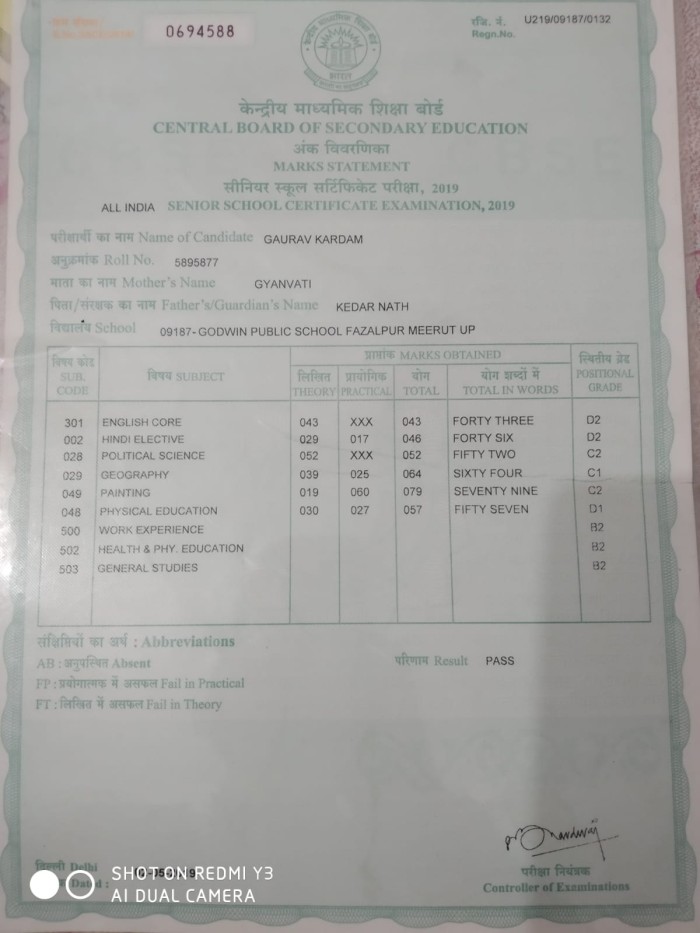 0694588
रजि. नं. U219/09187/0132
Regn.No.
केन्द्रीय माध्यमिक शिक्षा बोर्ड
भारत
केन्द्रीय माध्यमिक शिक्षा बोर्ड
CENTRAL BOARD OF SECONDARY EDUCATION
अंक विवरणिका
MARKS STATEMENT
सीनियर स्कूल सर्टिफिकेट परीक्षा, 2019
ALL INDIA SENIOR SCHOOL CERTIFICATE EXAMINATION, 2019
परीक्षार्थी का नाम Name of Candidate GAURAV KARDAM
अनुक्रमांक Roll No. 5895877
माता का नाम Mother's Name GYANVATI
पिता/संरक्षक का नाम Father's/Guardian's Name KEDAR NATH
विद्यालय School 09187- GODWIN PUBLIC SCHOOL FAZALPUR MEERUT UP
विषय कोड SUB. CODE
विषय SUBJECT
प्राप्तांक MARKS OBTAINED
लिखित THEORY
प्रायोगिक PRACTICAL
योग TOTAL
योग शब्दों में TOTAL IN WORDS
स्थितीय ग्रेड POSITIONAL GRADE
301 ENGLISH CORE 043 XXX 043 FORTY THREE D2
002 HINDI ELECTIVE 029 017 046 FORTY SIX D2
028 POLITICAL SCIENCE 052 XXX 052 FIFTY TWO C2
029 GEOGRAPHY 039 025 064 SIXTY FOUR C1
049 PAINTING 019 060 079 SEVENTY NINE C2
048 PHYSICAL EDUCATION 030 027 057 FIFTY SEVEN D1
500 WORK EXPERIENCE B2
502 HEALTH & PHY. EDUCATION B2
503 GENERAL STUDIES B2
संक्षिप्तियों का अर्थ : Abbreviations
AB : अनुपस्थित Absent
परिणाम Result PASS
FP : प्रयोगात्मक में असफल Fail in Practical
FT : लिखित में असफल Fail in Theory
दिल्ली Delhi
Dated :
परीक्षा नियंत्रक
Controller of Examinations
SHOT ON REDMI Y3
AI DUAL CAMERA